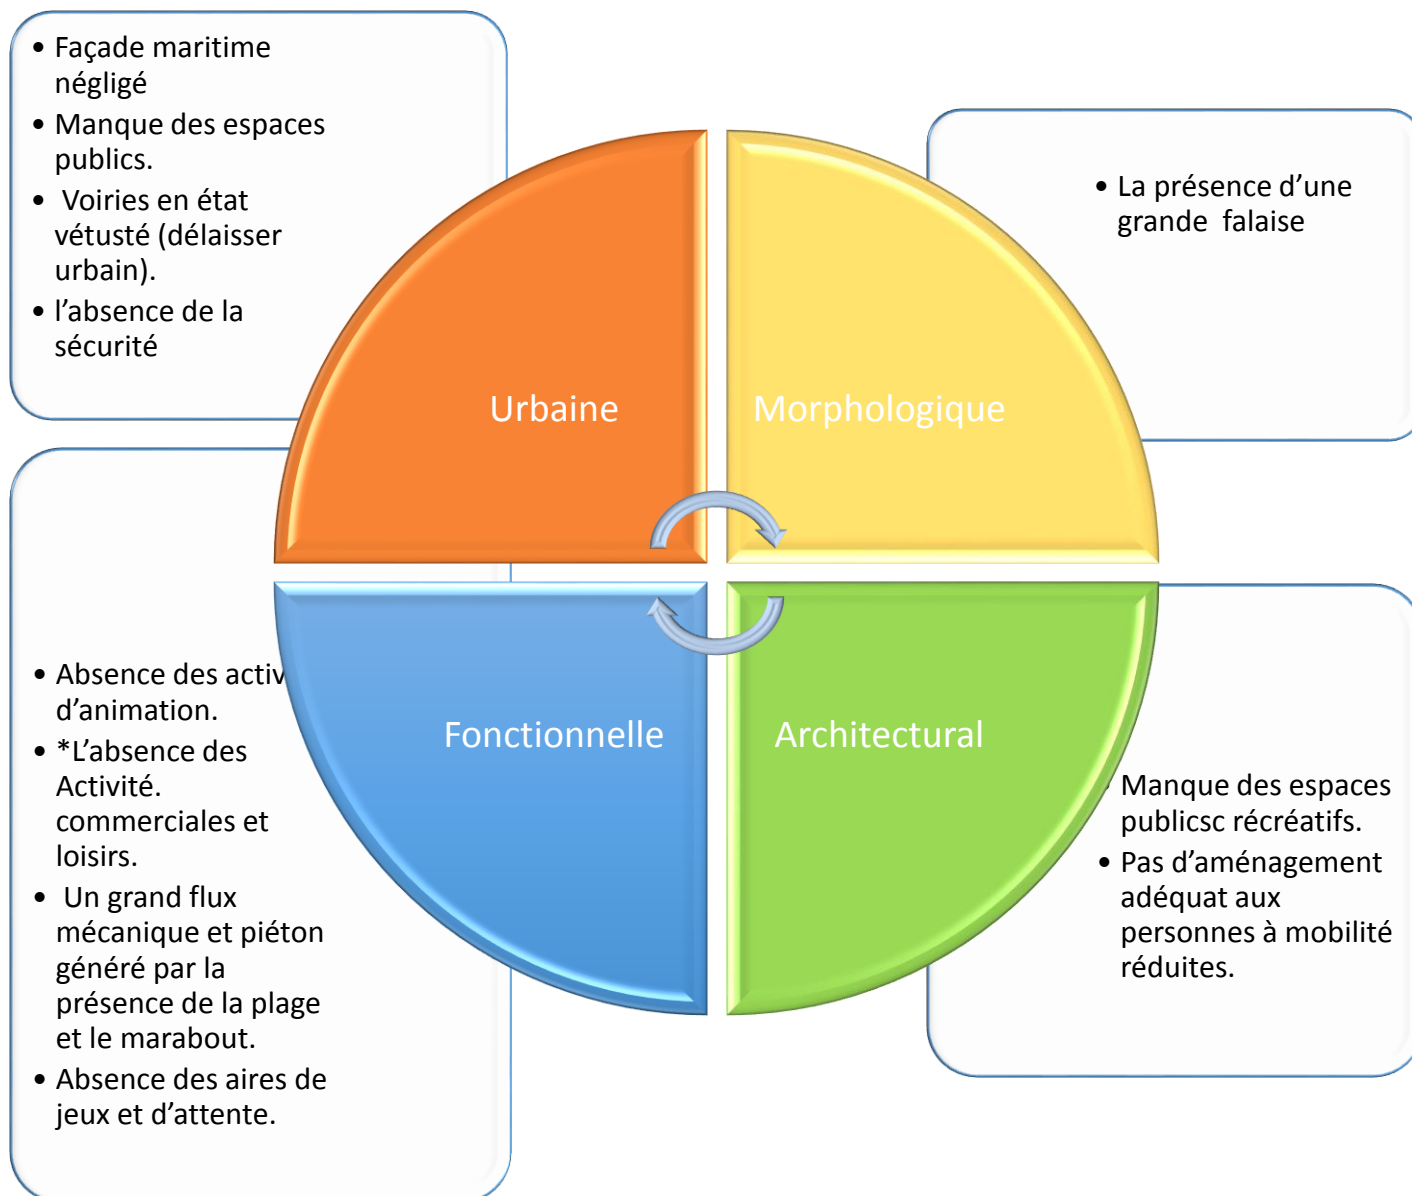 • Façade maritime
négligé
• Manque des espaces
publics.
• Voiries en état
vétusté (délaisser
urbain).
• l’absence de la
sécurité
• La présence d’une
grande falaise
Urbaine
Morphologique
Fonctionnelle
Architectural
• Absence des
d’animation.
• *L’absence des
Activité.
commerciales et
loisirs.
• Un grand flux
mécanique et piéton
généré par la
présence de la plage
et le marabout.
• Absence des aires de
jeux et d’attente.
• Manque des espaces
publicsc récréatifs.
• Pas d’aménagement
adéquat aux
personnes à mobilité
réduites.